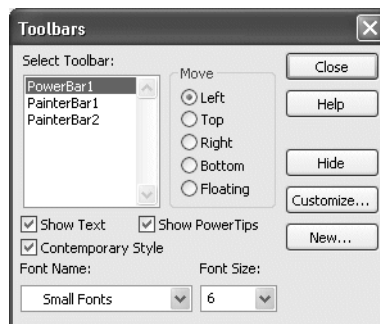 Toolbars
Select Toolbar:
PowerBar1
PainterBar1
PainterBar2
Move
Left
Top
Right
Bottom
Floating
Close
Help
Hide
Customize...
New...
Show Text
Show PowerTips
Contemporary Style
Font Name:
Font Size:
Small Fonts
6